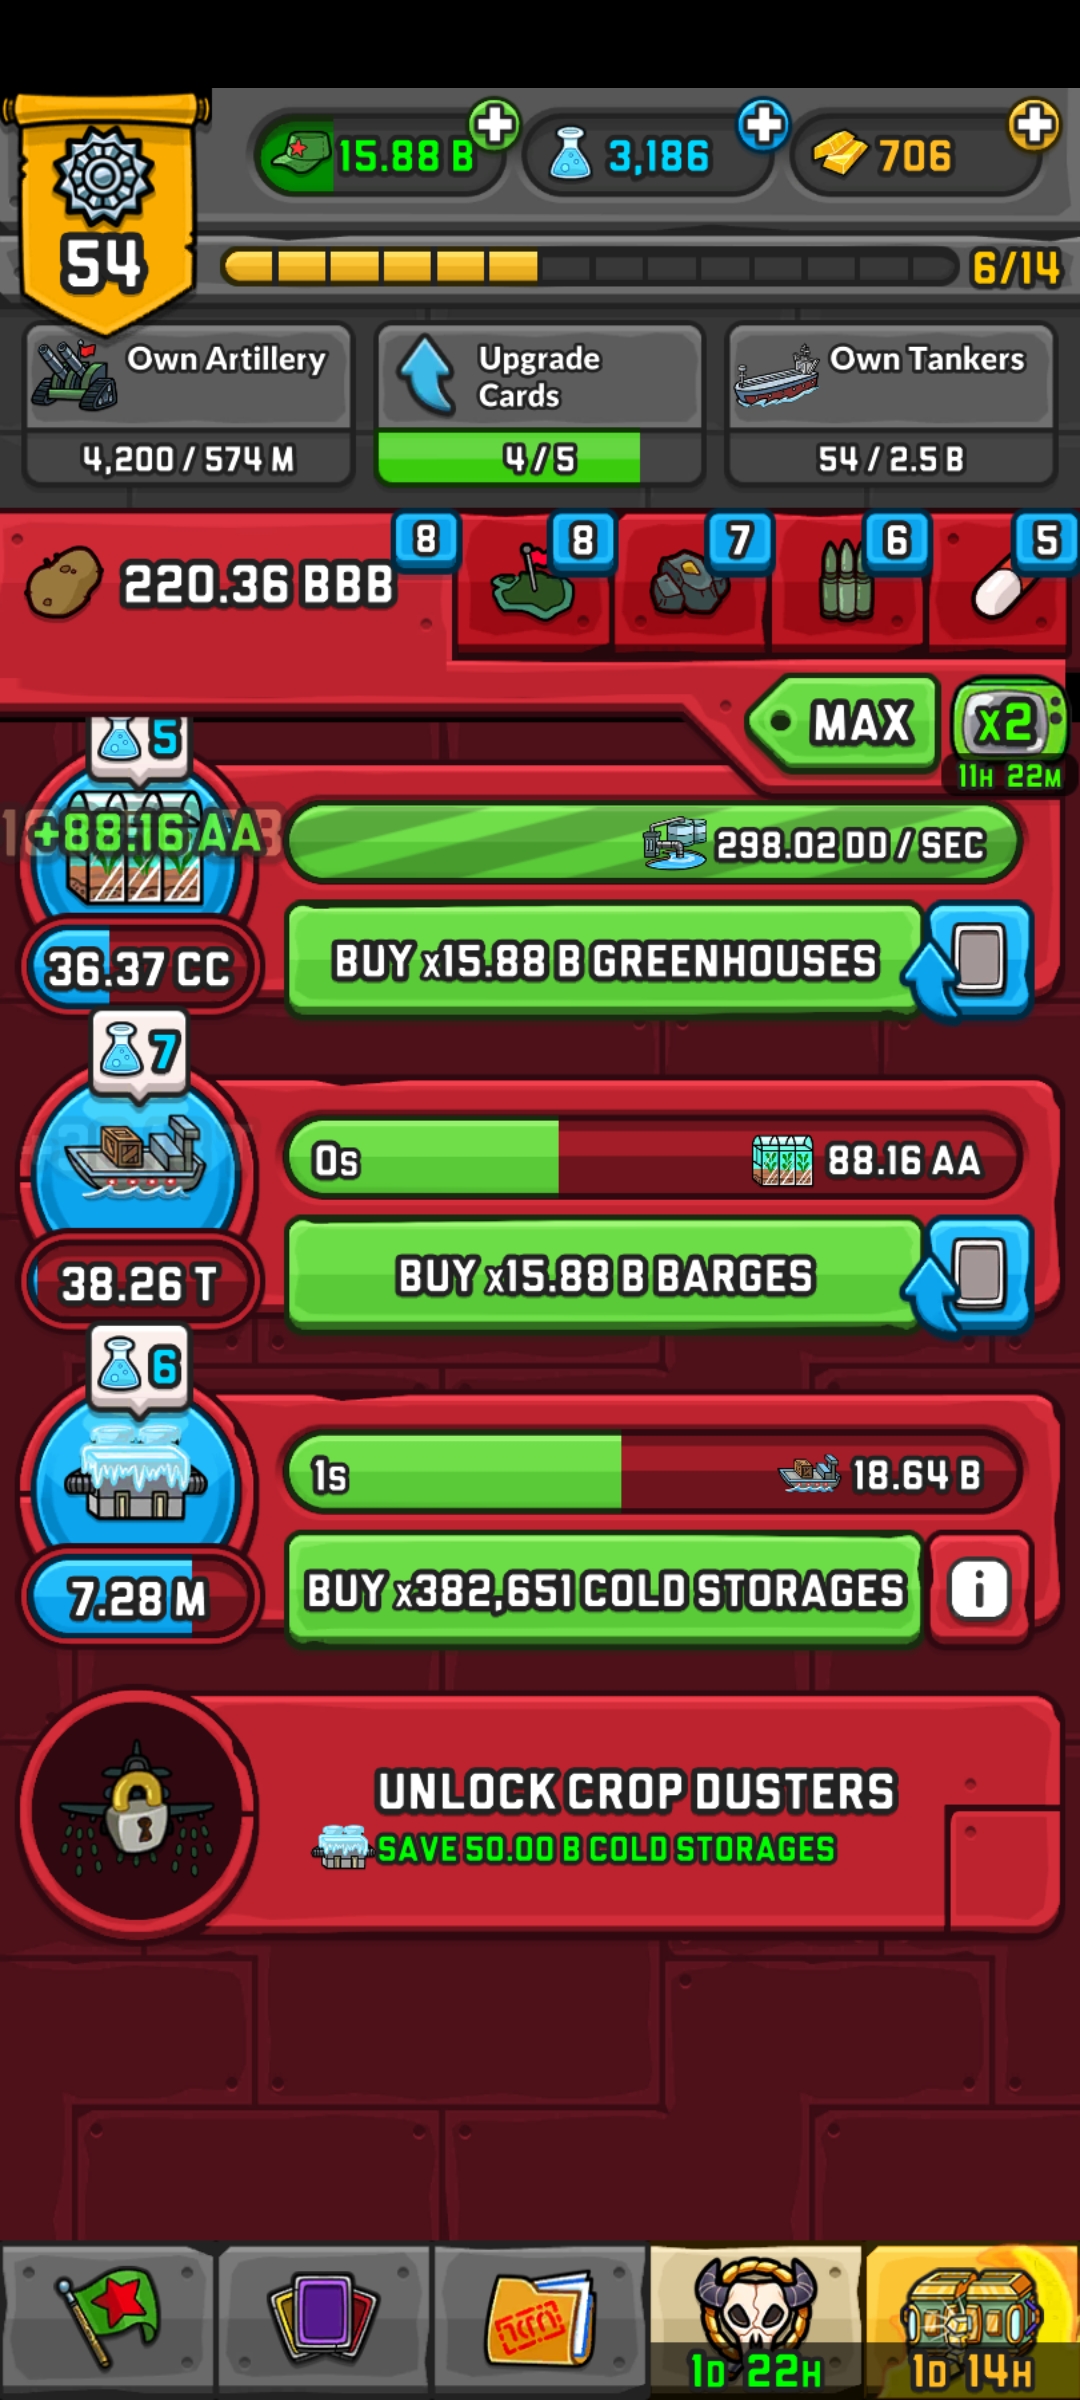 15.88 B
3,186
706
54
6/14
Own Artillery
4,200 / 574 M
Upgrade
Cards
4 / 5
Own Tankers
54 / 2.5 B
220.36 BBB
8
8
7
6
5
MAX
x2
11H 22M
5
+88.16 AA
298.02 DD / SEC
36.37 CC
BUY x15.88 B GREENHOUSES
7
0s
88.16 AA
38.26 T
BUY x15.88 B BARGES
6
1s
18.64 B
7.28 M
BUY x382,651 COLD STORAGES
i
UNLOCK CROP DUSTERS
SAVE 50.00 B COLD STORAGES
1D 22H
1D 14H